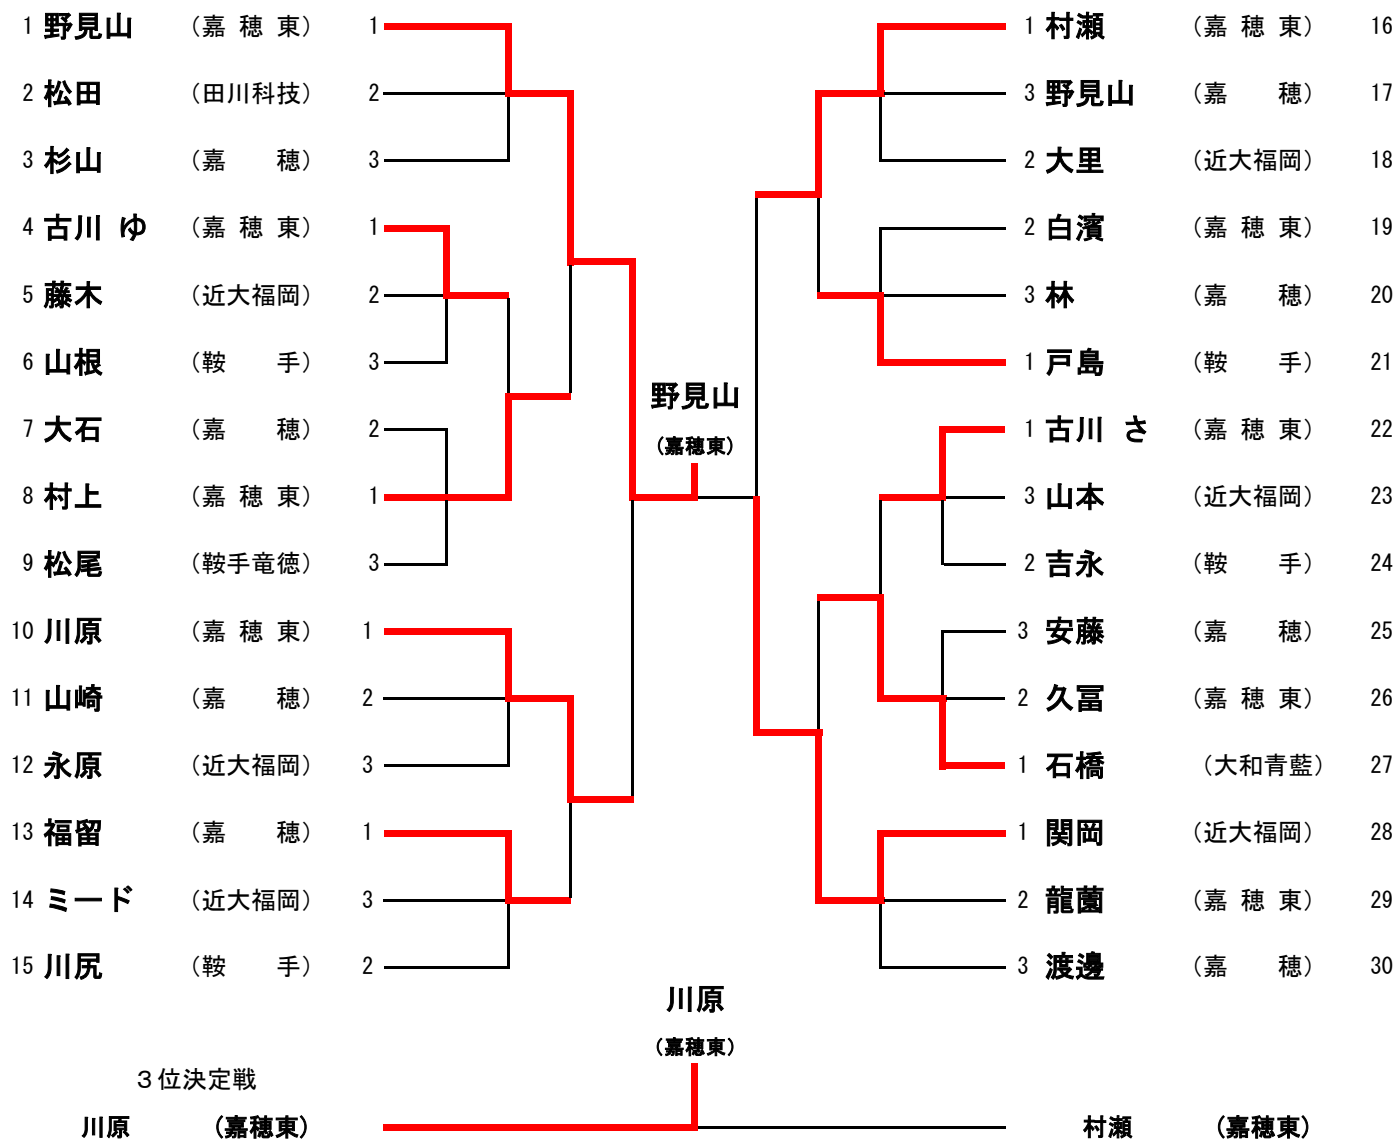 1 野見山 （嘉 穂 東） 1 1 村瀬 （嘉 穂 東） 16
2 松田 （田川科技） 2 3 野見山 （嘉　　穂） 17
3 杉山 （嘉　　穂） 3 2 大里 （近大福岡） 18
4 古川 ゆ （嘉 穂 東） 1 2 白濱 （嘉 穂 東） 19
5 藤木 （近大福岡） 2 3 林 （嘉　　穂） 20
6 山根 （鞍　　手） 3 1 戸島 （鞍　　手） 21
野見山
7 大石 （嘉　　穂） 2 1 古川 さ （嘉 穂 東） 22
（嘉穂東）
8 村上 （嘉 穂 東） 1 3 山本 （近大福岡） 23
9 松尾 （鞍手竜徳） 3 2 吉永 （鞍　　手） 24
10 川原 （嘉 穂 東） 1 3 安藤 （嘉　　穂） 25
11 山崎 （嘉　　穂） 2 2 久冨 （嘉 穂 東） 26
12 永原 （近大福岡） 3 1 石橋 （大和青藍） 27
13 福留 （嘉　　穂） 1 1 関岡 （近大福岡） 28
14 ミード （近大福岡） 3 2 龍薗 （嘉 穂 東） 29
15 川尻 （鞍　　手） 2 3 渡邊 （嘉　　穂） 30
川原
（嘉穂東）
３位決定戦
川原 （嘉穂東） 村瀬 （嘉穂東）